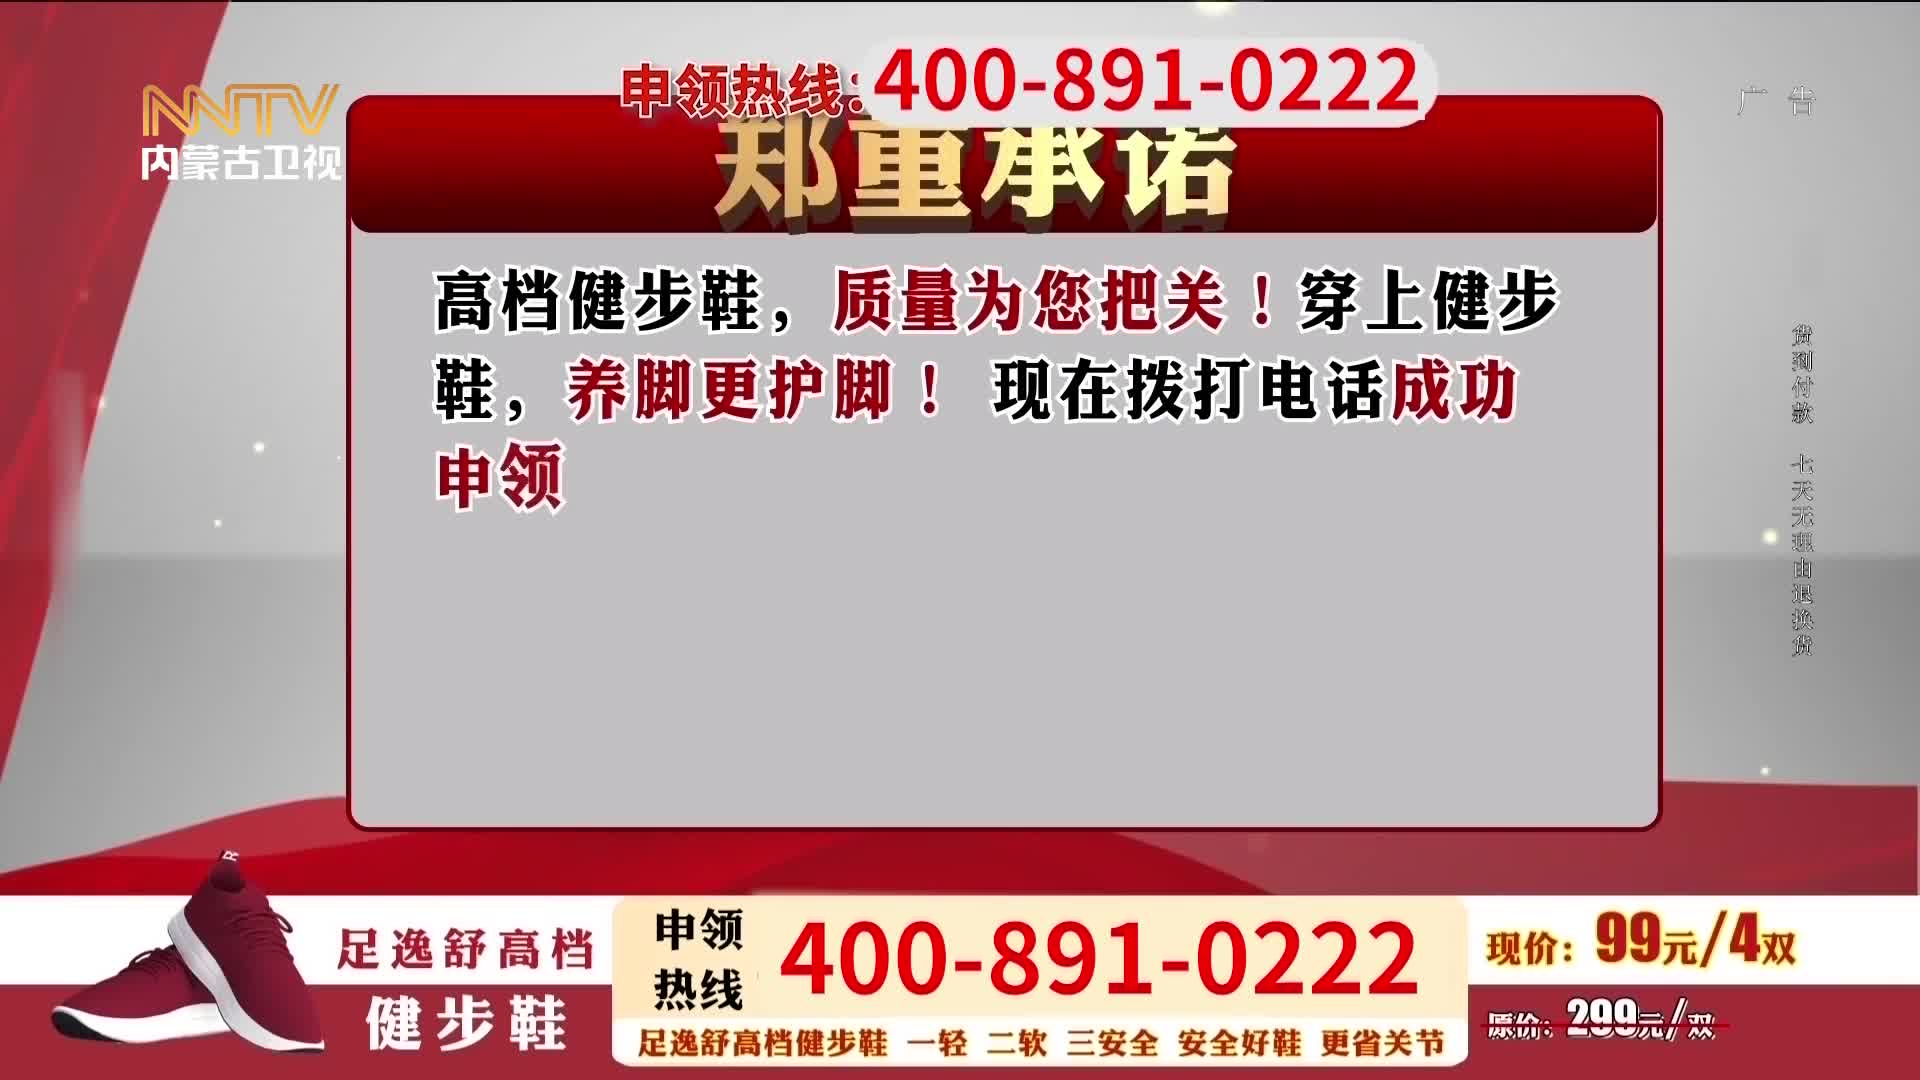 申领热线：400-891-0222
NNTV
内蒙古卫视
广告
郑重承诺
高档健步鞋，质量为您把关！穿上健步
鞋，养脚更护脚！ 现在拨打电话成功
申领
货到付款 七天无理由退换货
R
足逸舒高档
健步鞋
申领
热线
400-891-0222
足逸舒高档健步鞋 一轻 二软 三安全 安全好鞋 更省关节
现价：99元/4双
原价：299元/双